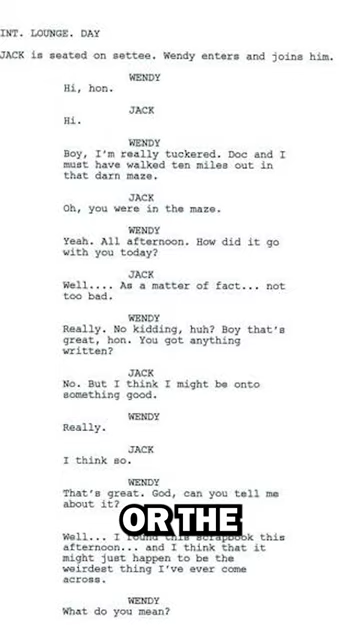 INT. LOUNGE. DAY
JACK is seated on settee. Wendy enters and joins him.
WENDY
Hi, hon.
JACK
Hi.
WENDY
Boy, I'm really tuckered. Doc and I
must have walked ten miles out in
that darn maze.
JACK
Oh, you were in the maze.
WENDY
Yeah. All afternoon. How did it go
with you today?
JACK
Well.... As a matter of fact... not
too bad.
WENDY
Really. No kidding, huh? Boy that's
great, hon. You got anything
written?
JACK
No. But I think I might be onto
something good.
WENDY
Really.
JACK
I think so.
WENDY
That's great. God, can you tell me
about it?
OR THE
Well... I found this scrapbook this
afternoon... and I think that it
might just happen to be the
weirdest thing I've ever come
across.
WENDY
What do you mean?